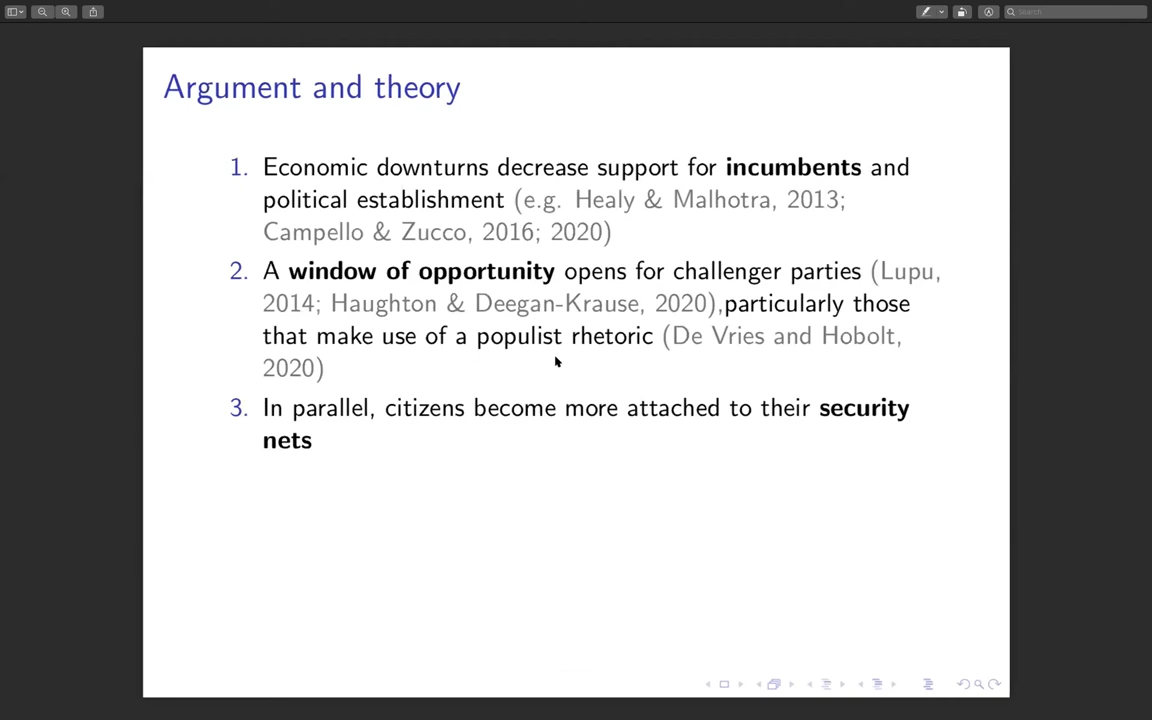 Search
Argument and theory
1. Economic downturns decrease support for incumbents and
political establishment (e.g. Healy & Malhotra, 2013;
Campello & Zucco, 2016; 2020)
2. A window of opportunity opens for challenger parties (Lupu,
2014; Haughton & Deegan-Krause, 2020),particularly those
that make use of a populist rhetoric (De Vries and Hobolt,
2020)
3. In parallel, citizens become more attached to their security
nets